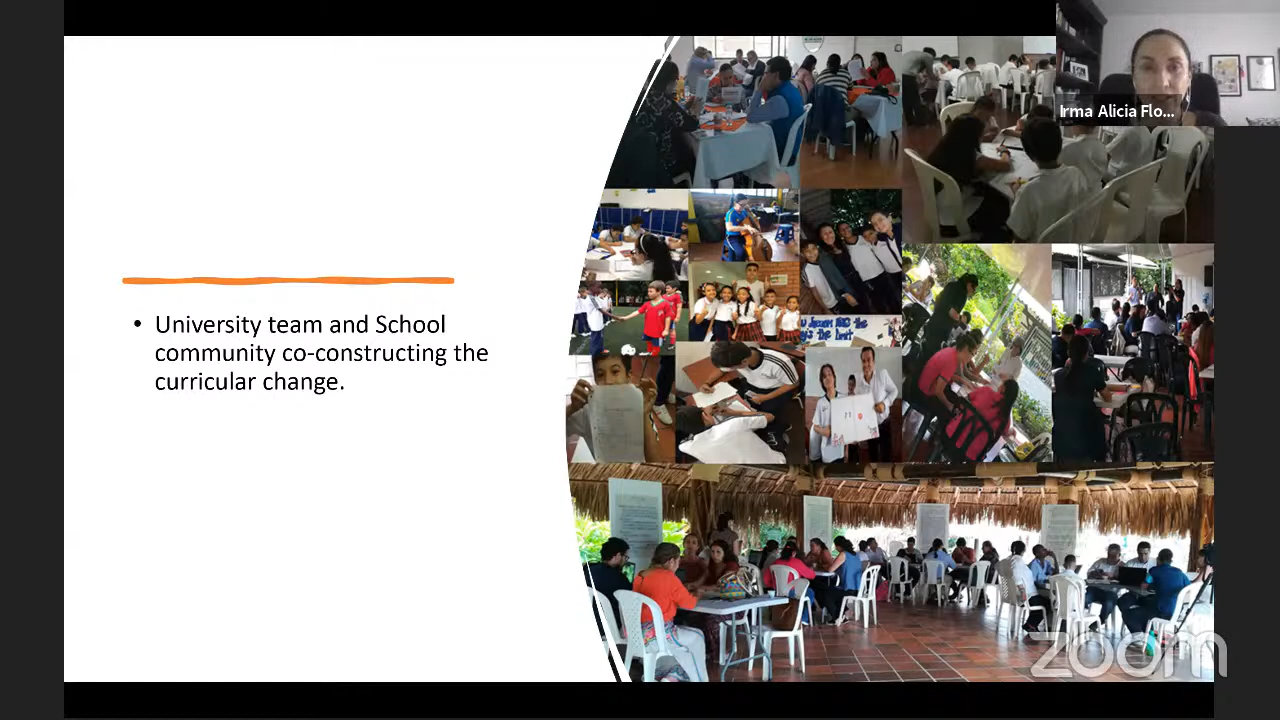 Irma Alicia Flo...
• University team and School
community co-constructing the
curricular change.
zoom